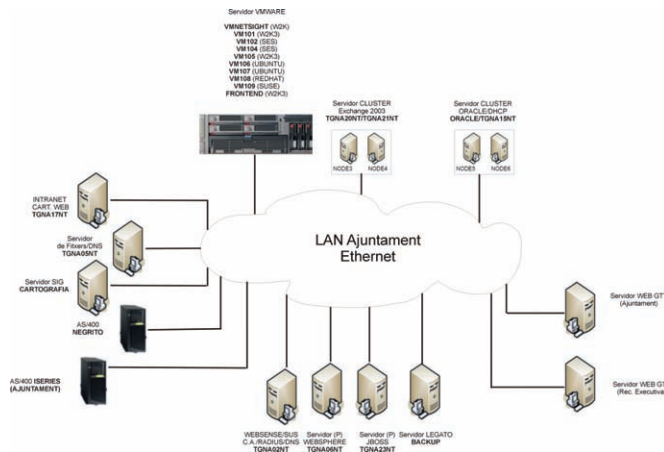 Servidor VMWARE
VMNETSIGHT (W2K)
VM101 (W2K3)
VM102 (SES)
VM104 (SES)
VM105 (W2K3)
VM106 (UBUNTU)
VM107 (UBUNTU)
VM108 (REDHAT)
VM109 (SUSE)
FRONTEND (W2K3)
Servidor CLUSTER
Exchange 2003
TGNA20NT/TGNA21NT
NODE3 NODE4
Servidor CLUSTER
ORACLE/DHCP
ORACLE/TGNA15NT
NODE5 NODE6
INTRANET
CART. WEB
TGNA17NT
Servidor
de Fitxers/DNS
TGNA05NT
Servidor SIG
CARTOGRAFIA
AS/400
NEGRITO
AS/400 ISERIES
(AJUNTAMENT)
LAN Ajuntament
Ethernet
Servidor WEB GT
(Ajuntament)
Servidor WEB GT
(Rec. Executiva
WEBSENSE/SUS
C.A./RADIUS/DNS
TGNA02NT
Servidor (P)
WEBSPHERE
TGNA06NT
Servidor (P)
JBOSS
TGNA23NT
Servidor LEGATO
BACKUP